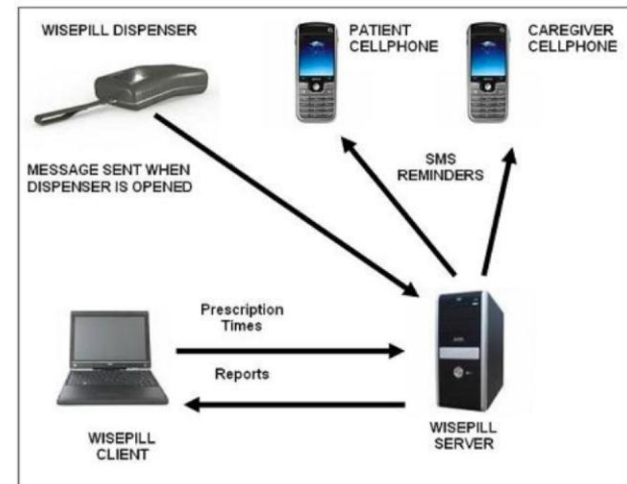 WISEPILL DISPENSER
PATIENT
CELLPHONE
CAREGIVER
CELLPHONE
MESSAGE SENT WHEN
DISPENSER IS OPENED
SMS
REMINDERS
Prescription
Times
Reports
WISEPILL
CLIENT
WISEPILL
SERVER